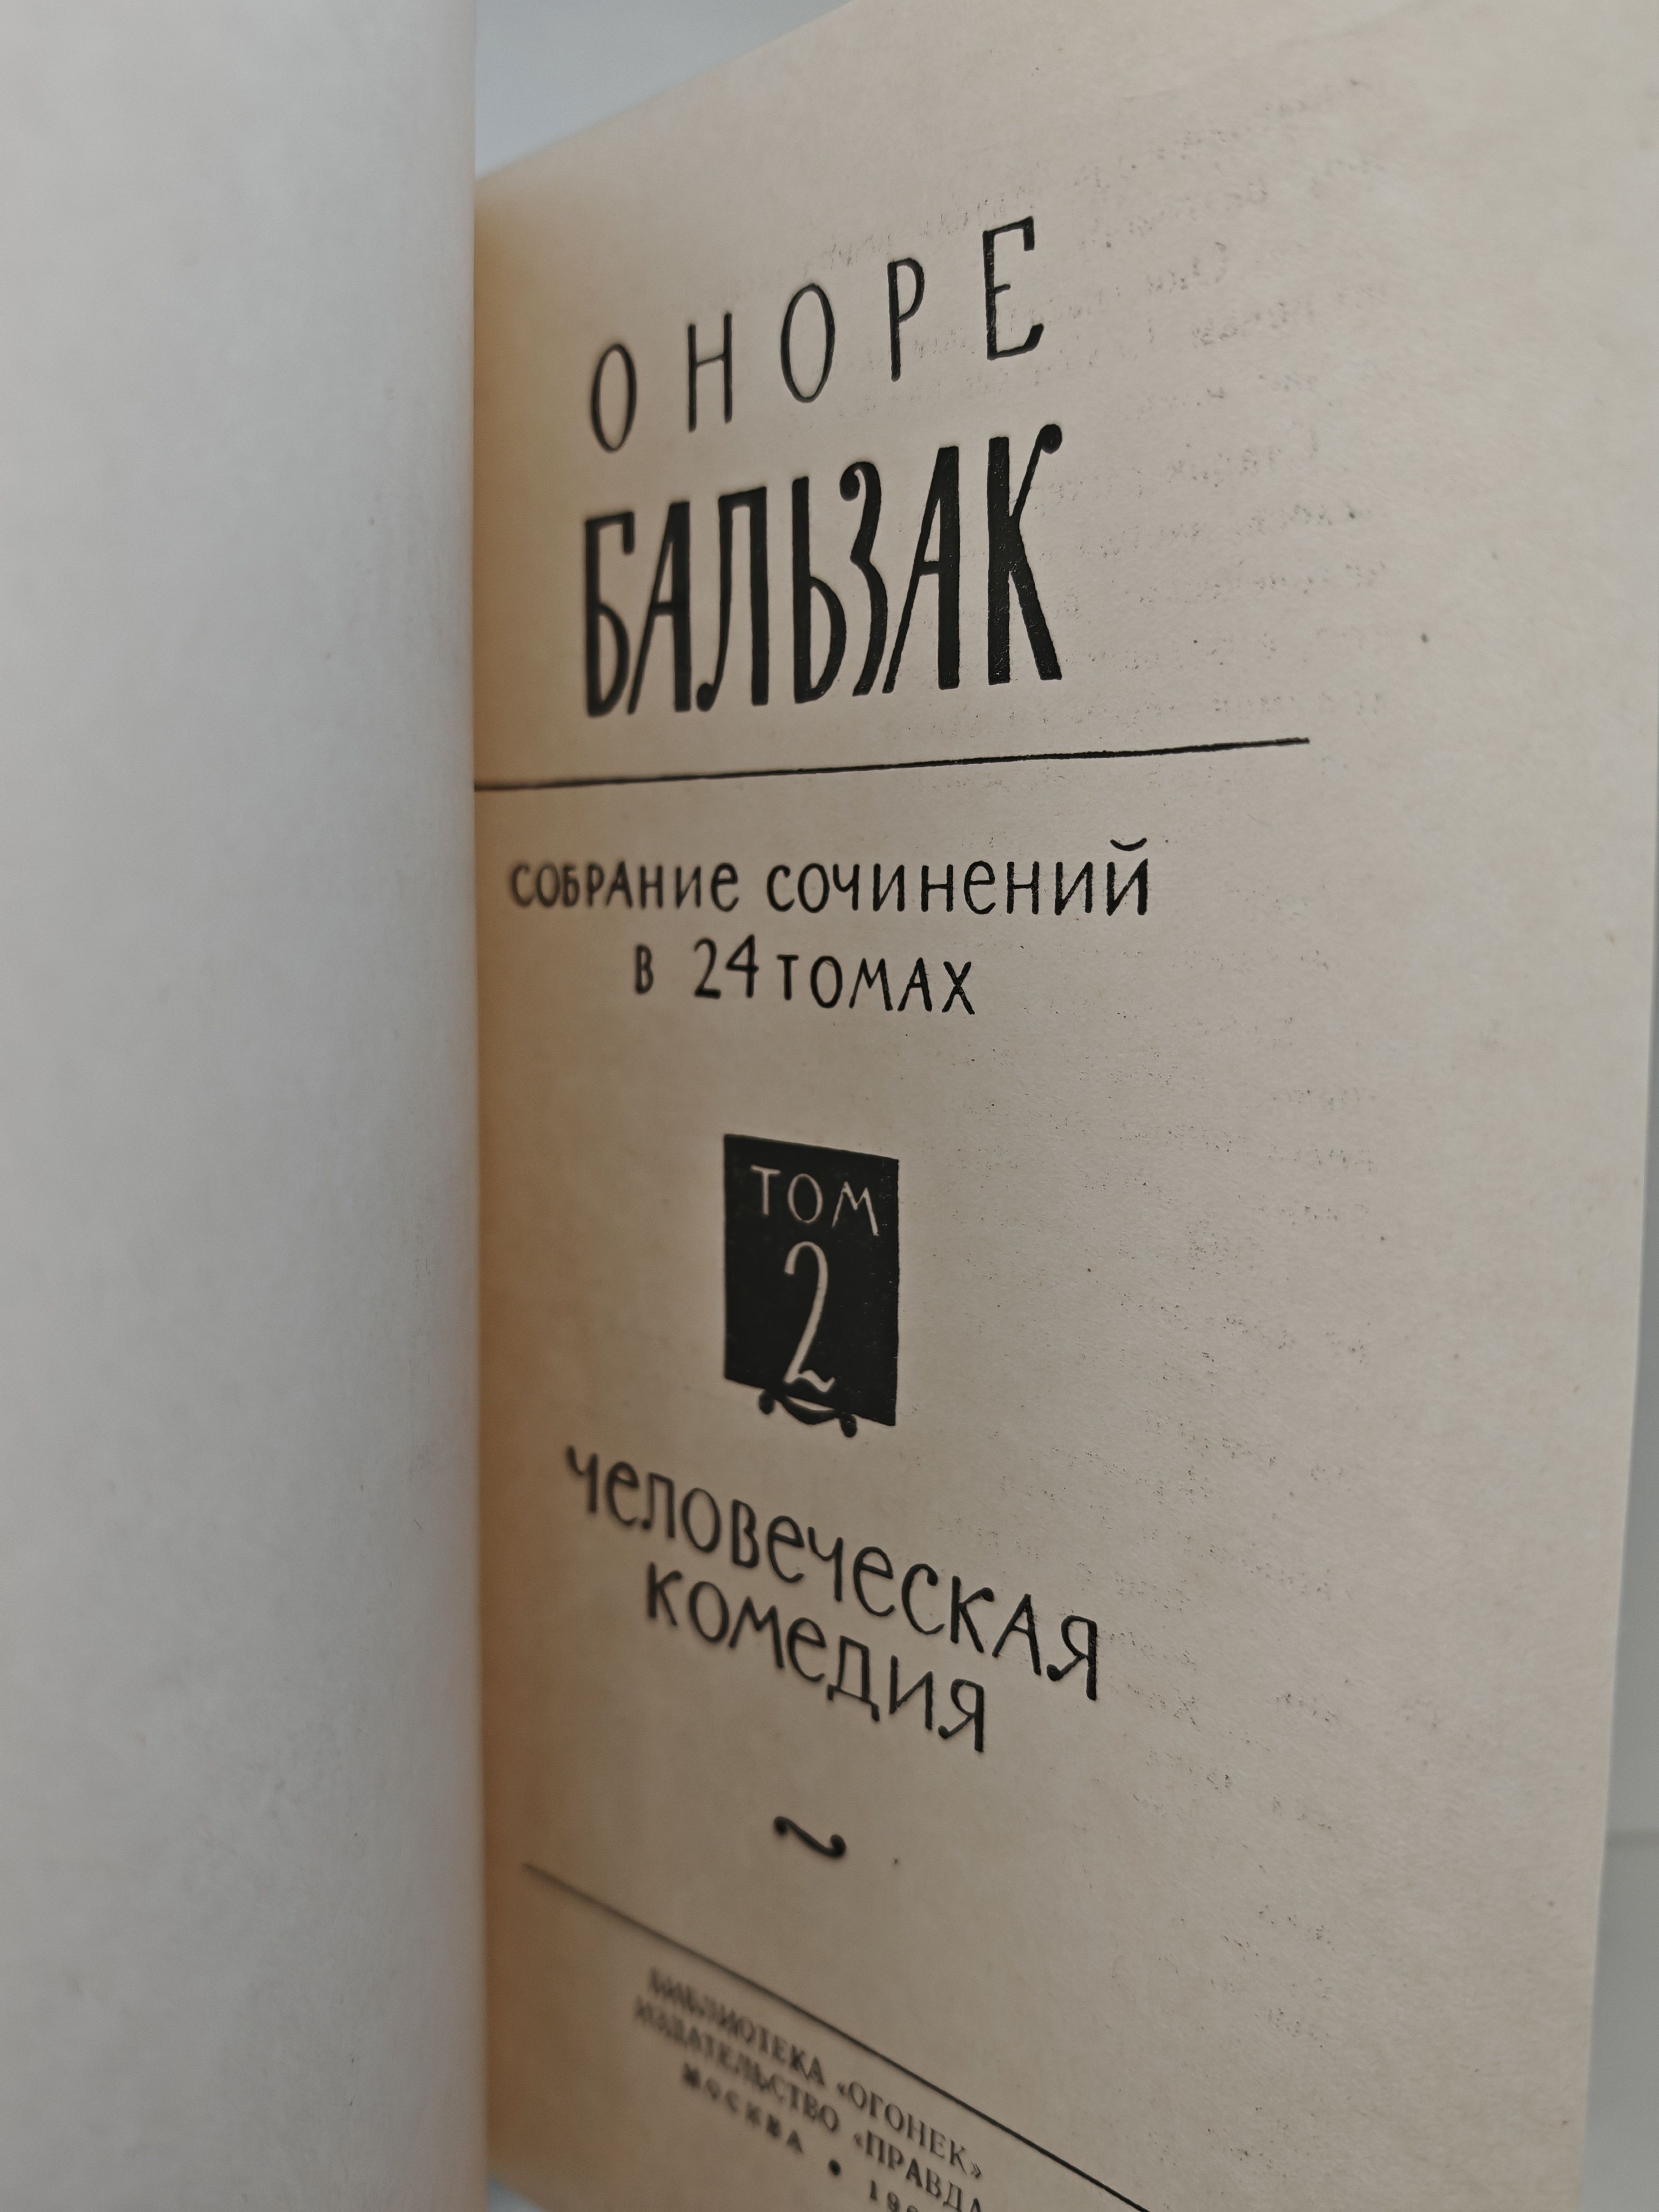 ОНОРЕ
БАЛЬЗАК
СОБРАНИЕ СОЧИНЕНИЙ
В 24 ТОМАХ
ТОМ
2
ЧЕЛОВЕЧЕСКАЯ
КОМЕДИЯ
БИБЛИОТЕКА «ОГОНЕК»
ИЗДАТЕЛЬСТВО «ПРАВДА
МОСКВА •